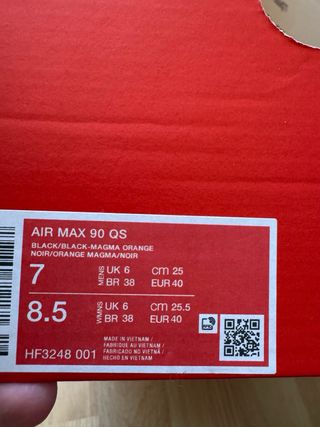 AIR MAX 90 QS
BLACK/BLACK-MAGMA ORANGE
NOIR/ORANGE MAGMA/NOIR
7 MENS UK 6 cm 25
BR 38 EUR 40
8.5 WMNS UK 6 cm 25.5
BR 38 EUR 40
HF3248 001
MADE IN VIETNAM /
FABRIQUÉ AU VIETNAM /
FABRICADO NO VIETNÃ /
HECHO EN VIETNAM